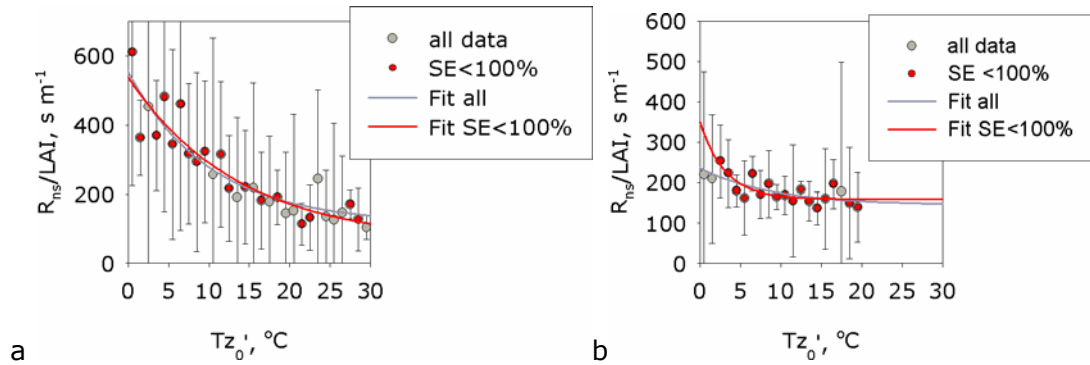 all data
SE<100%
Fit all
Fit SE<100%
600
400
200
0
R_ns/LAI, s m⁻¹
0 5 10 15 20 25 30
Tz₀', °C
a
all data
SE <100%
Fit all
Fit SE<100%
600
500
400
300
200
100
0
R_ns/LAI, s m⁻¹
0 5 10 15 20 25 30
Tz₀', °C
b